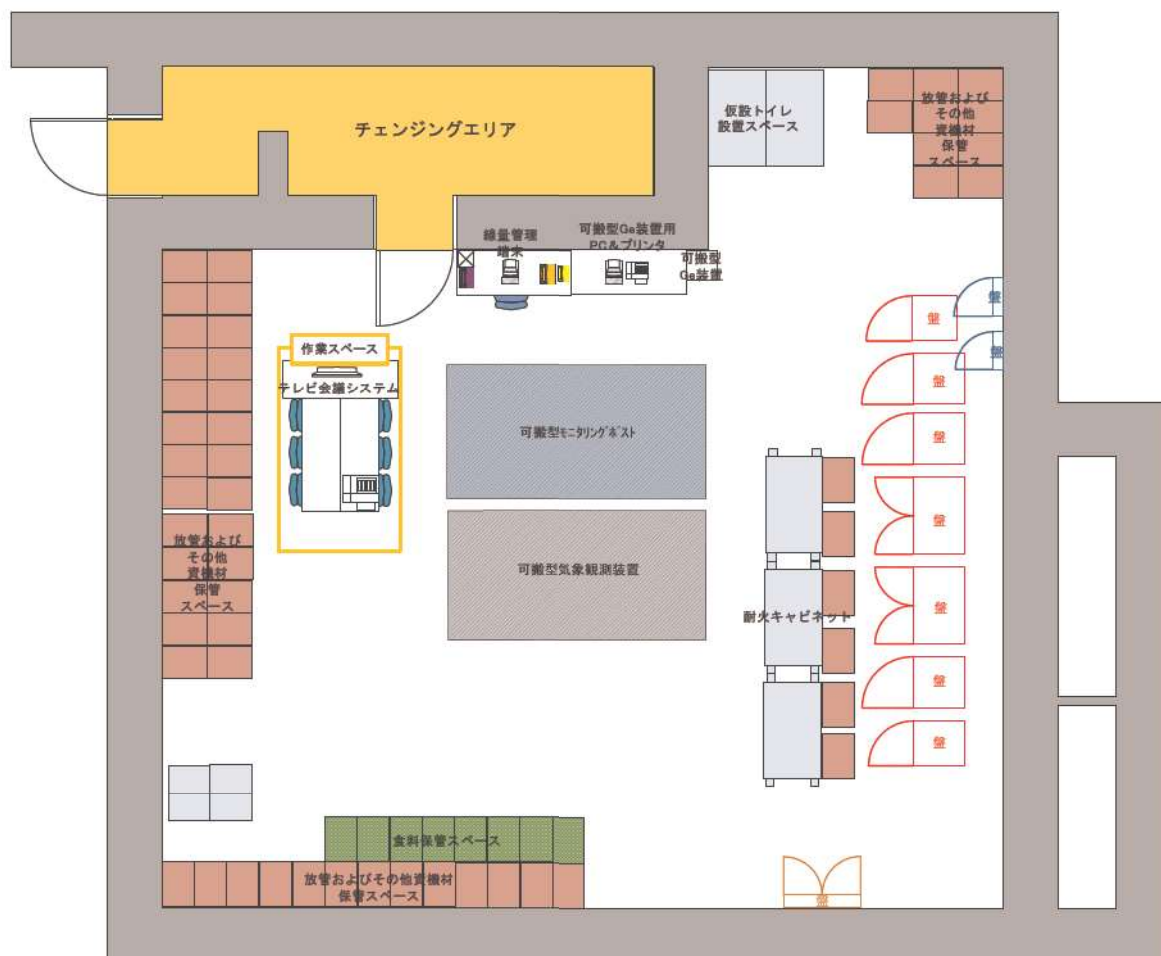 チェンジングエリア
仮設トイレ
設置スペース
放管および
その他
資機材
保管
スペース
線量管理
端末
可搬型Ge装置用
PC&プリンタ
可搬型
Ge装置
盤
盤
盤
盤
盤
盤
盤
盤
盤
作業スペース
テレビ会議システム
可搬型モニタリングポスト
可搬型気象観測装置
放管および
その他
資機材
保管
スペース
耐火キャビネット
食料保管スペース
放管およびその他資機材
保管スペース
盤